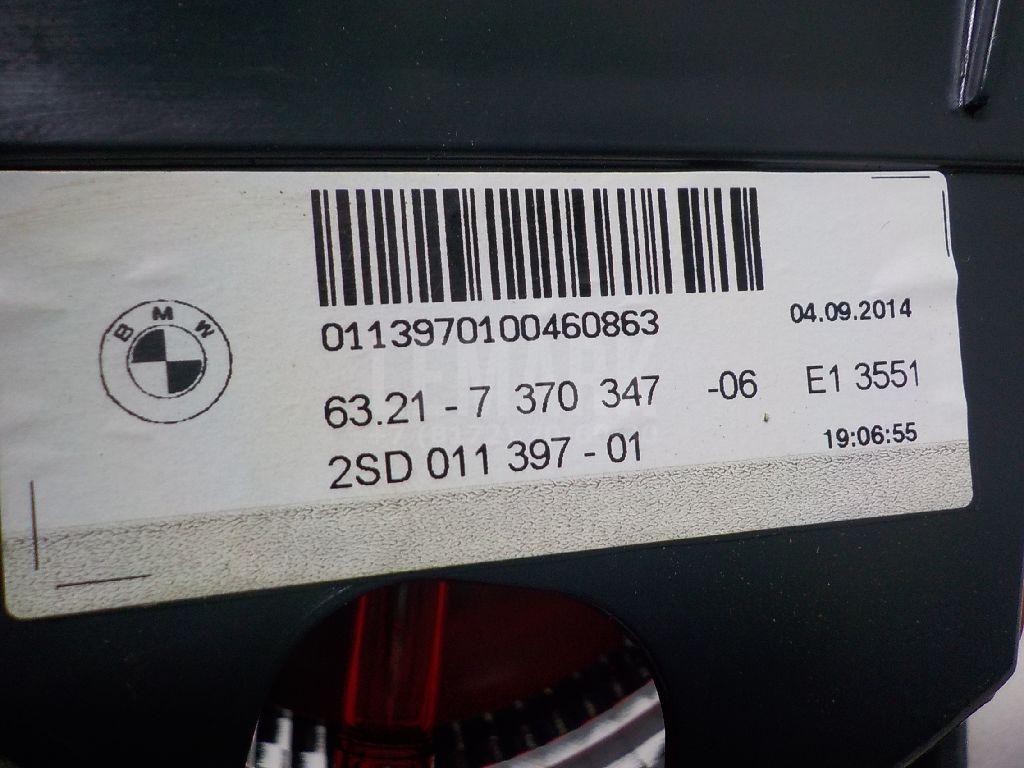 BMW
0113970100460863
04.09.2014
63.21 - 7 370 347 -06 E1 3551
2SD 011 397 - 01
19:06:55
LEMARK